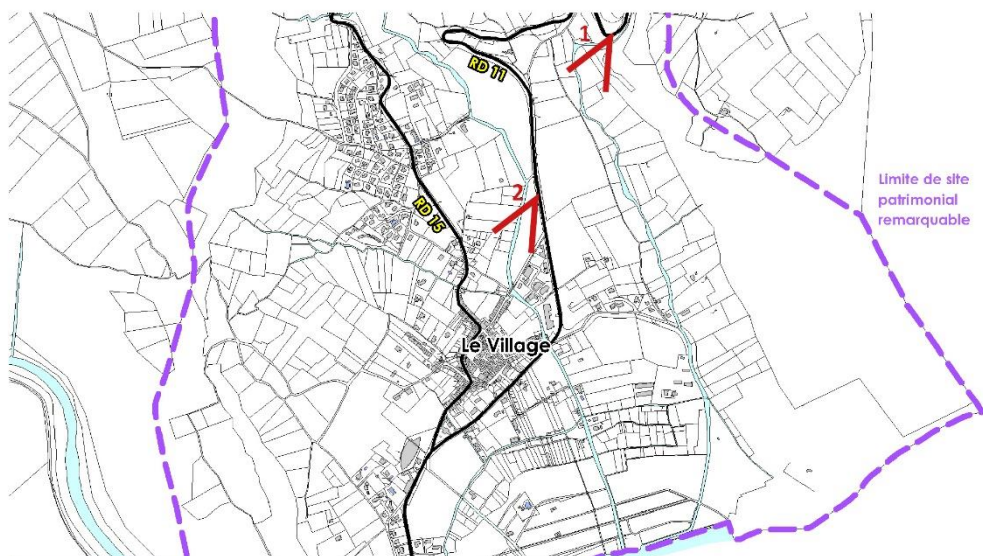 1
RD 11
Limite de site
patrimonial
remarquable
2
RD 15
Le Village